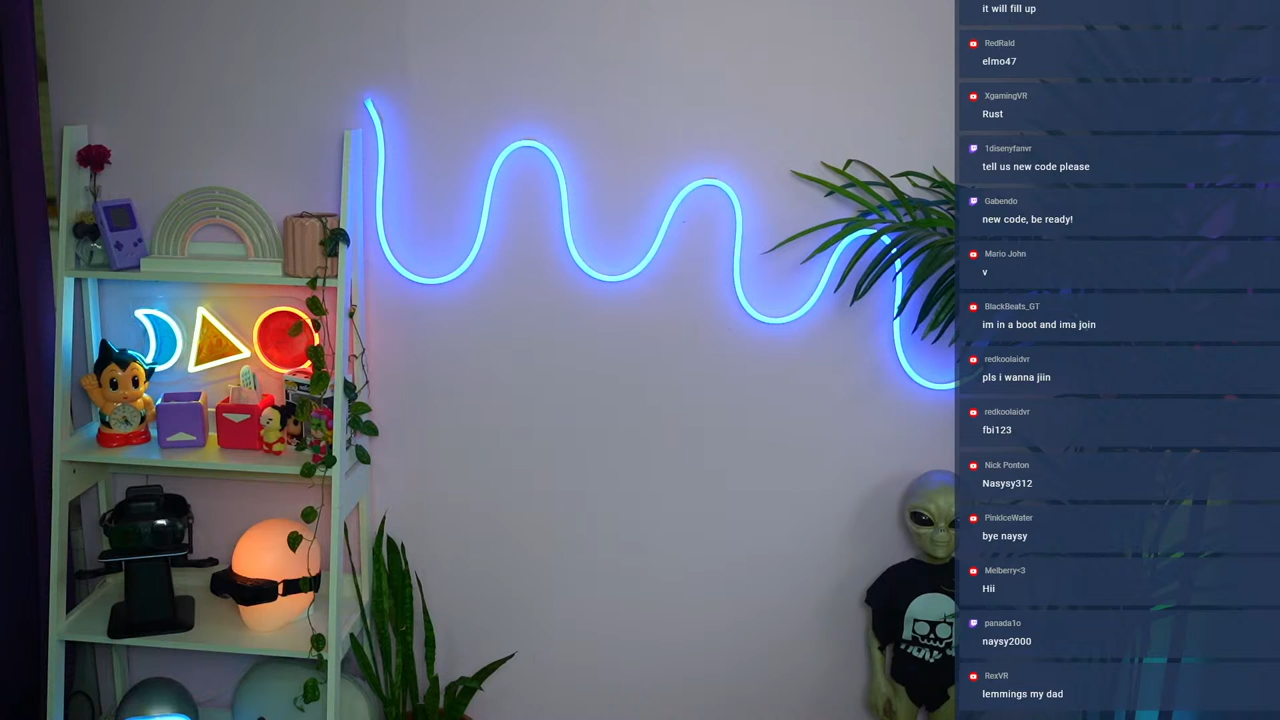 it will fill up
RedRald
elmo47
XgamingVR
Rust
1disenyfanvr
tell us new code please
Gabendo
new code, be ready!
Mario John
v
BlackBeats_GT
im in a boot and ima join
redkoolaidvr
pls i wanna jiin
redkoolaidvr
fbi123
Nick Ponton
Nasysy312
PinkIceWater
bye naysy
Melberry<3
Hii
panada1o
naysy2000
RexVR
lemmings my dad